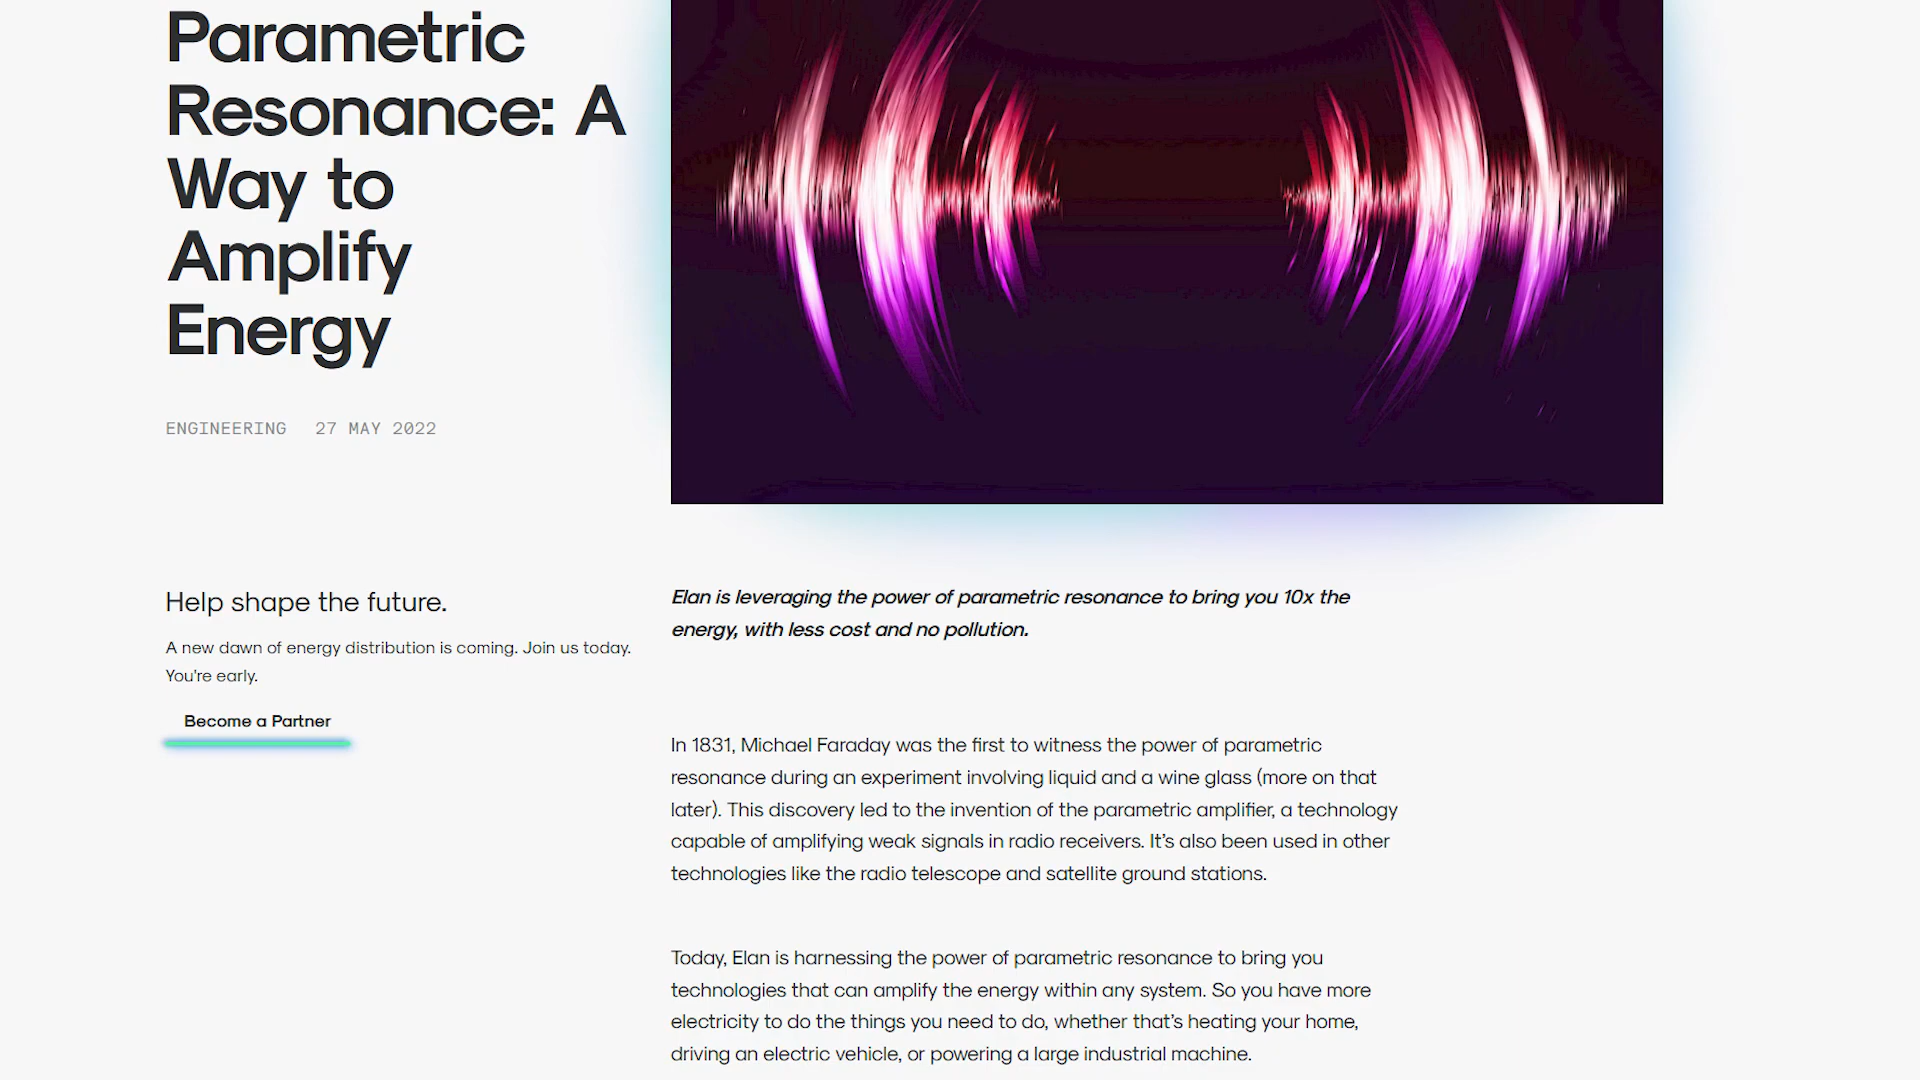 Parametric
Resonance: A
Way to
Amplify
Energy
ENGINEERING 27 MAY 2022
Help shape the future.
A new dawn of energy distribution is coming. Join us today.
You're early.
Become a Partner
Elan is leveraging the power of parametric resonance to bring you 10x the
energy, with less cost and no pollution.
In 1831, Michael Faraday was the first to witness the power of parametric
resonance during an experiment involving liquid and a wine glass (more on that
later). This discovery led to the invention of the parametric amplifier, a technology
capable of amplifying weak signals in radio receivers. It’s also been used in other
technologies like the radio telescope and satellite ground stations.
Today, Elan is harnessing the power of parametric resonance to bring you
technologies that can amplify the energy within any system. So you have more
electricity to do the things you need to do, whether that’s heating your home,
driving an electric vehicle, or powering a large industrial machine.